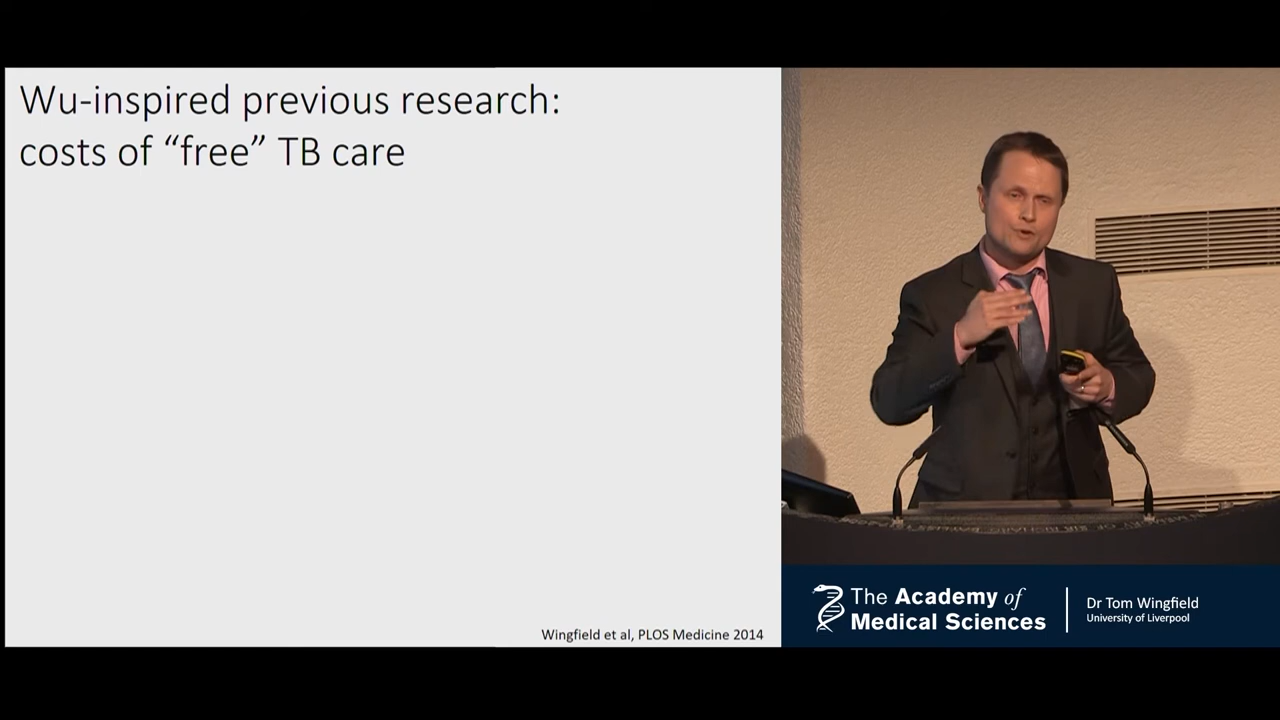 Wu-inspired previous research:
costs of “free” TB care
Wingfield et al, PLOS Medicine 2014
The Academy of
Medical Sciences
Dr Tom Wingfield
University of Liverpool